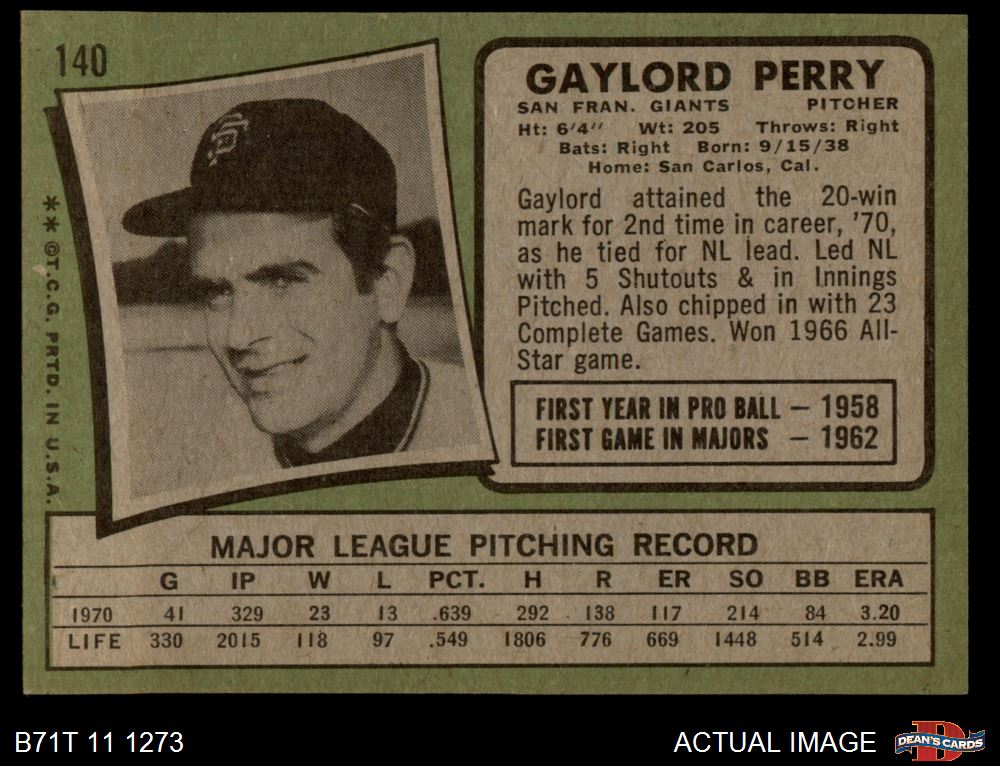 140
GAYLORD PERRY
SAN FRAN. GIANTS PITCHER
Ht: 6'4" Wt: 205 Throws: Right
Bats: Right Born: 9/15/38
Home: San Carlos, Cal.
Gaylord attained the 20-win
mark for 2nd time in career, '70,
as he tied for NL lead. Led NL
with 5 Shutouts & in Innings
Pitched. Also chipped in with 23
Complete Games. Won 1966 All-
Star game.
FIRST YEAR IN PRO BALL — 1958
FIRST GAME IN MAJORS — 1962
** ©T.C.G. PRTD. IN U.S.A.
MAJOR LEAGUE PITCHING RECORD
G IP W L PCT. H R ER SO BB ERA
1970 41 329 23 13 .639 292 138 117 214 84 3.20
LIFE 330 2015 118 97 .549 1806 776 669 1448 514 2.99
B71T 11 1273
ACTUAL IMAGE
DEAN'S CARDS